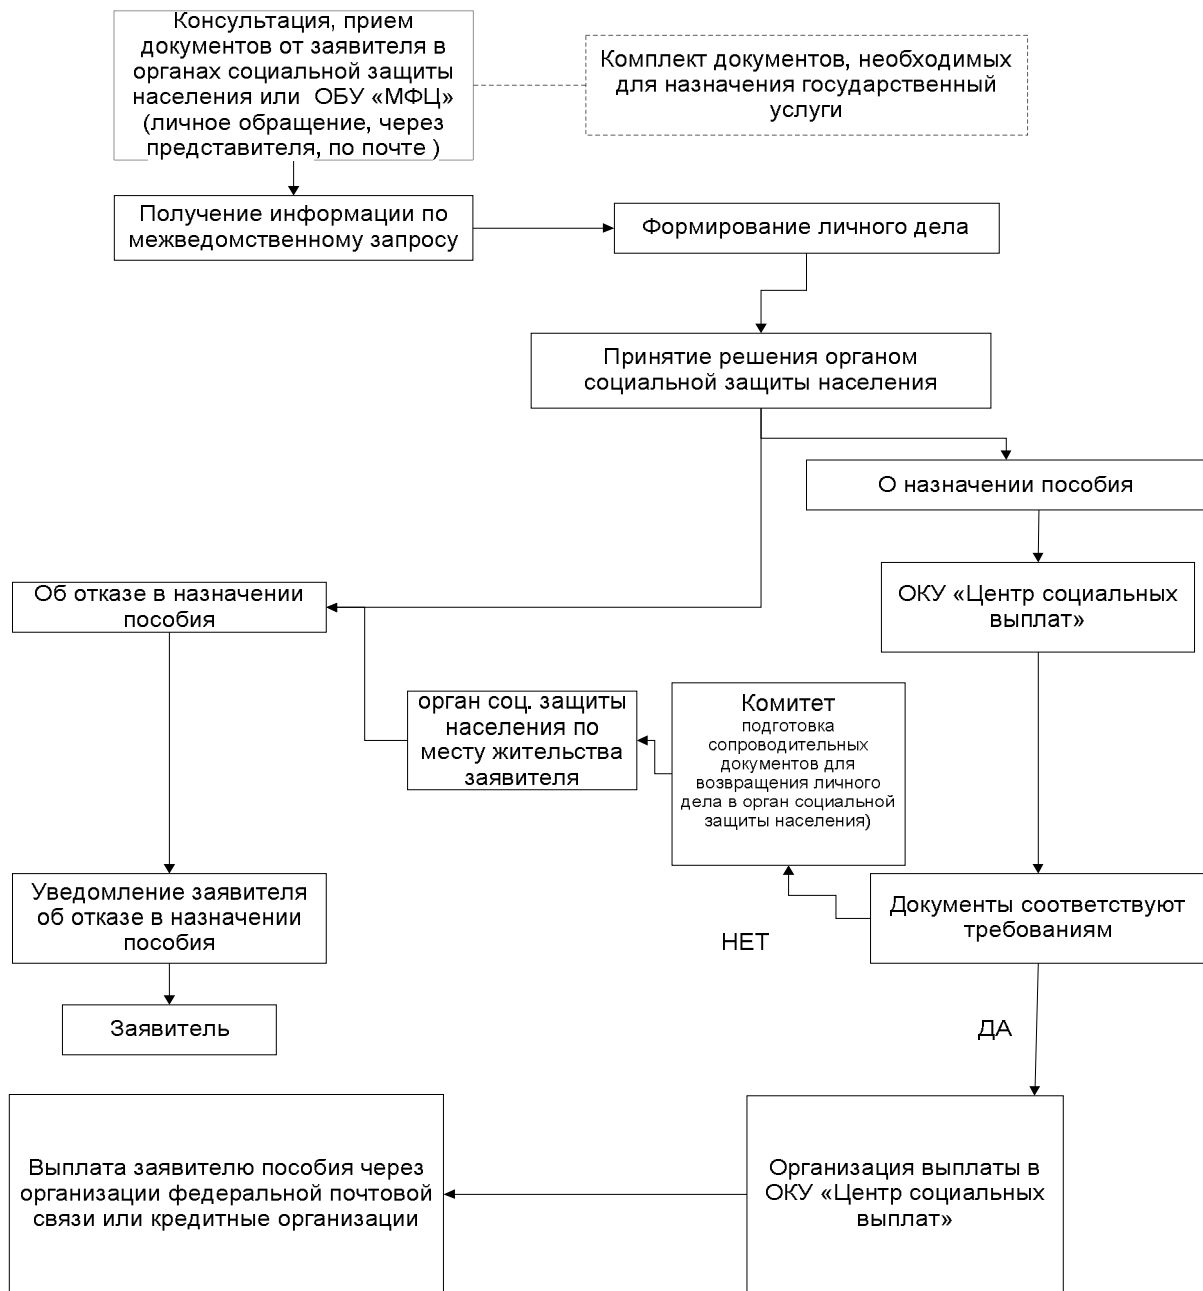 Консультация, прием
документов от заявителя в
органах социальной защиты
населения или ОБУ «МФЦ»
(личное обращение, через
представителя, по почте )
Комплект документов, необходимых
для назначения государственный
услуги
Получение информации по
межведомственному запросу
Формирование личного дела
Принятие решения органом
социальной защиты населения
О назначении пособия
ОКУ «Центр социальных
выплат»
Об отказе в назначении
пособия
орган соц. защиты
населения по
месту жительства
заявителя
Комитет
подготовка
сопроводительных
документов для
возвращения личного
дела в орган социальной
защиты населения)
Уведомление заявителя
об отказе в назначении
пособия
Документы соответствуют
требованиям
НЕТ
Заявитель
ДА
Выплата заявителю пособия через
организации федеральной почтовой
связи или кредитные организации
Организация выплаты в
ОКУ «Центр социальных
выплат»